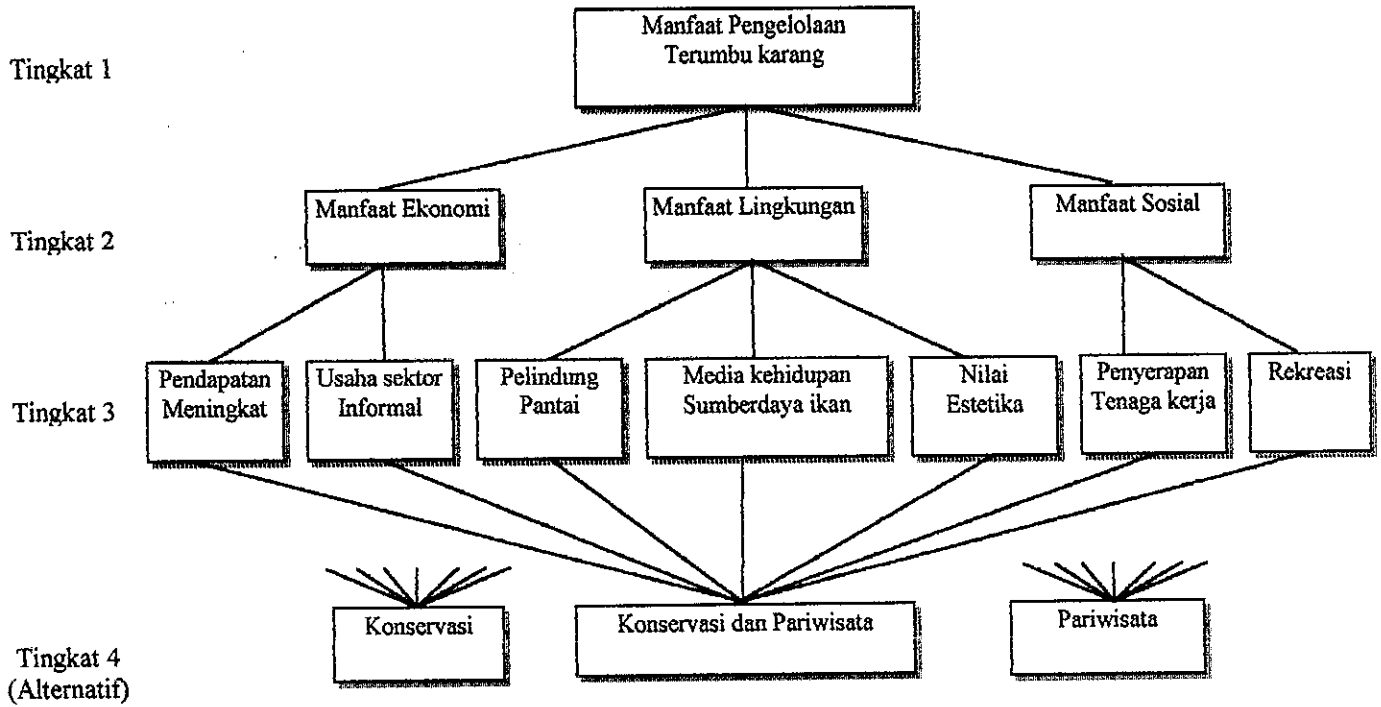 Manfaat Pengelolaan
Terumbu karang
Tingkat 1
Manfaat Ekonomi
Manfaat Lingkungan
Manfaat Sosial
Tingkat 2
Pendapatan
Meningkat
Usaha sektor
Informal
Pelindung
Pantai
Media kehidupan
Sumberdaya ikan
Nilai
Estetika
Penyerapan
Tenaga kerja
Rekreasi
Tingkat 3
Konservasi
Konservasi dan Pariwisata
Pariwisata
Tingkat 4
(Alternatif)